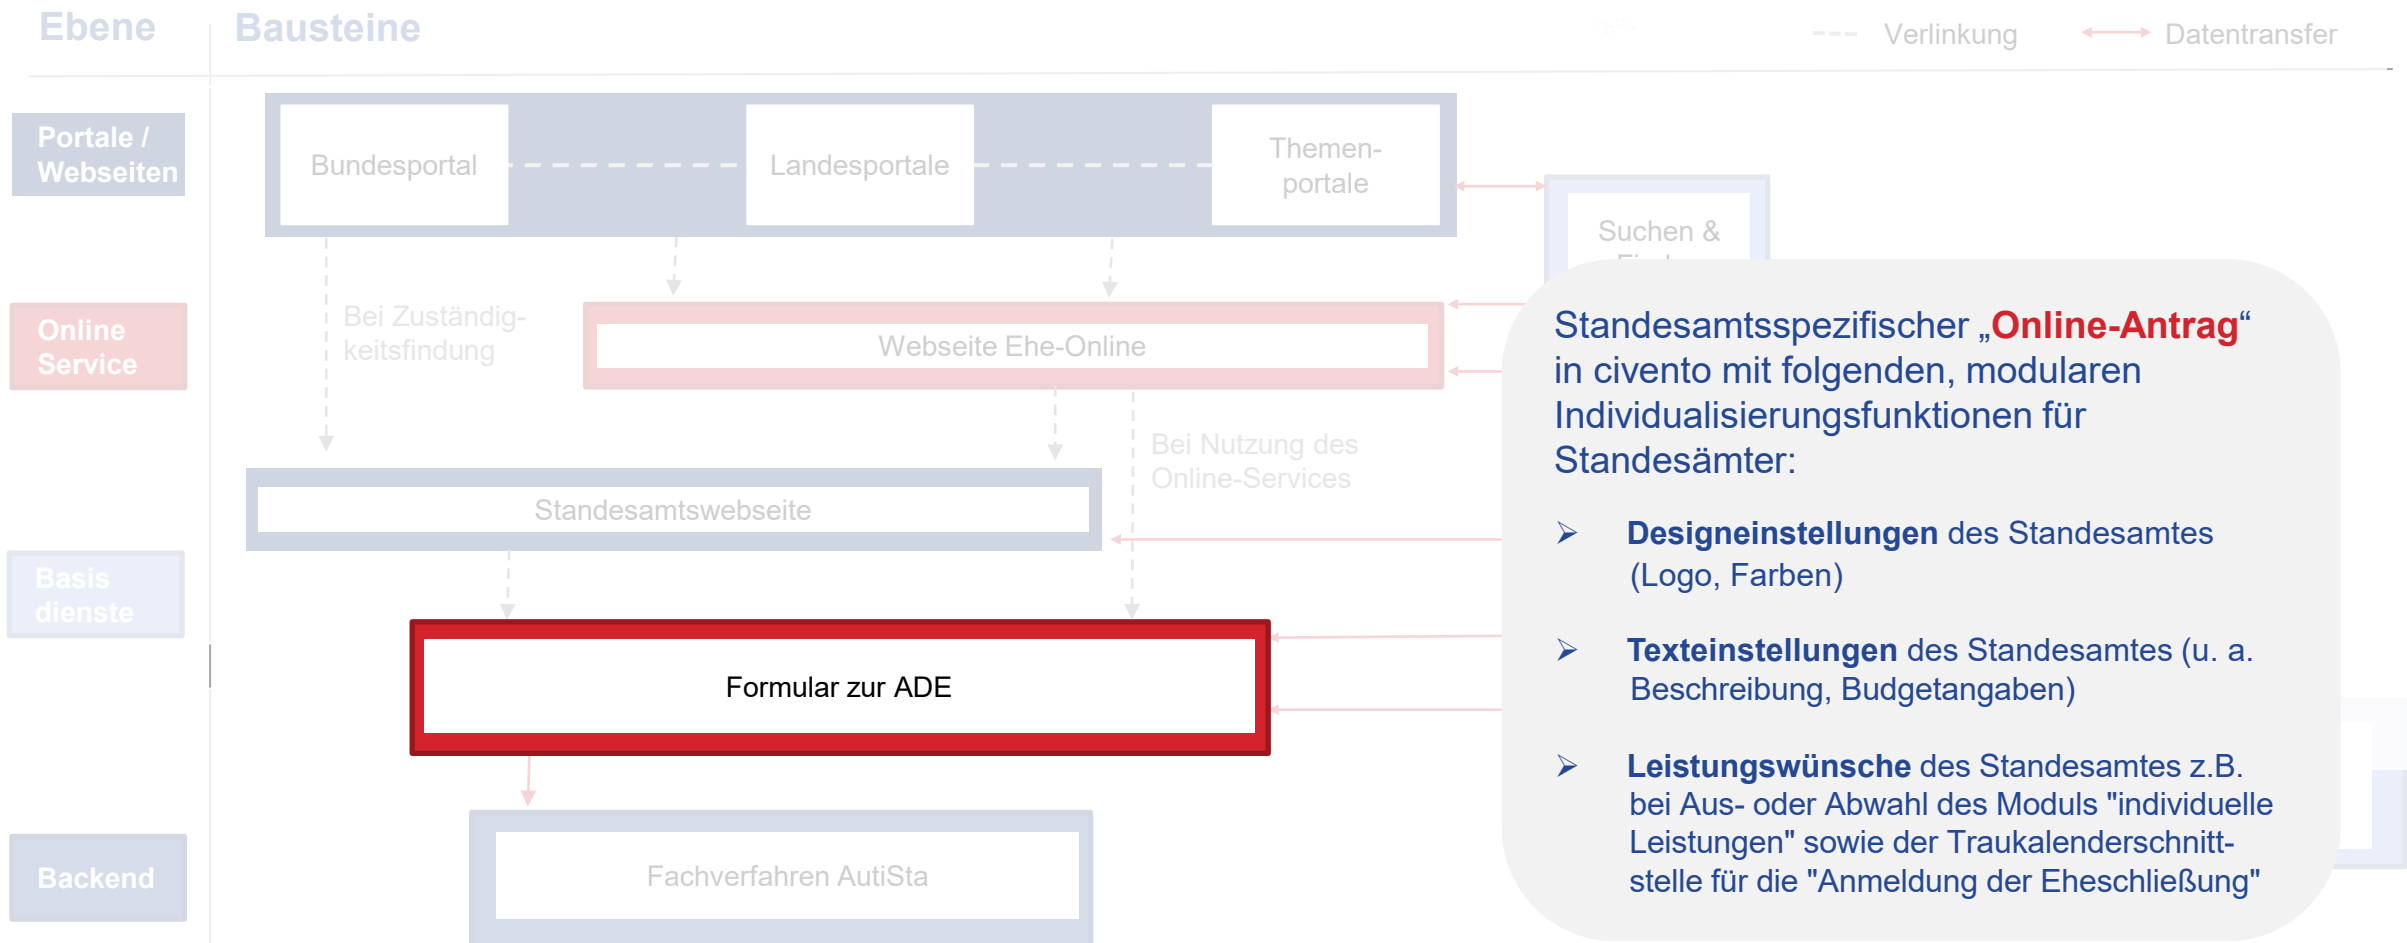 Ebene
Bausteine
Verlinkung
Datentransfer
Portale /
Webseiten
Bundesportal
Landesportale
Themen-
portale
Suchen &
Online
Service
Bei Zuständig-
keitsfindung
Webseite Ehe-Online
Bei Nutzung des
Online-Services
Standesamtswebseite
Basis
dienste
Formular zur ADE
Backend
Fachverfahren AutiSta
Standesamtsspezifischer „Online-Antrag“
in civento mit folgenden, modularen
Individualisierungsfunktionen für
Standesämter:
➢ Designeinstellungen des Standesamtes
(Logo, Farben)
➢ Texteinstellungen des Standesamtes (u. a.
Beschreibung, Budgetangaben)
➢ Leistungswünsche des Standesamtes z.B.
bei Aus- oder Abwahl des Moduls "individuelle
Leistungen" sowie der Traukalenderschnitt-
stelle für die "Anmeldung der Eheschließung"